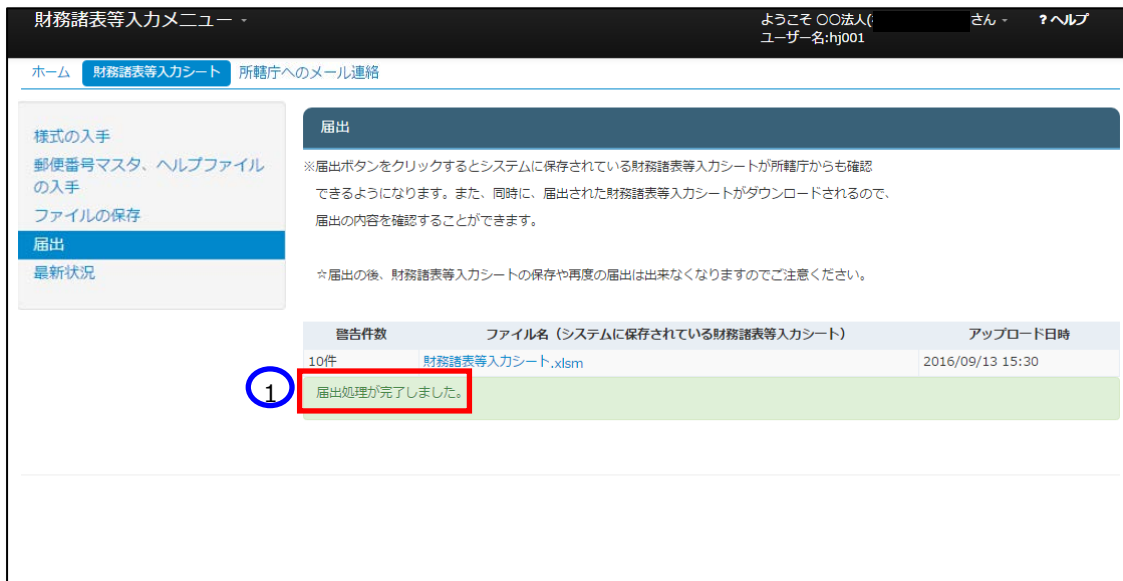 財務諸表等入力メニュー
ようこそ 〇〇法人(
さん
?ヘルプ
ユーザー名:hj001
ホーム 財務諸表等入力シート 所轄庁へのメール連絡
様式の入手
郵便番号マスタ、ヘルプファイル
の入手
ファイルの保存
届出
最新状況
届出
※届出ボタンをクリックするとシステムに保存されている財務諸表等入力シートが所轄庁からも確認
できるようになります。また、同時に、届出された財務諸表等入力シートがダウンロードされるので、
届出の内容を確認することができます。
☆届出の後、財務諸表等入力シートの保存や再度の届出は出来なくなりますのでご注意ください。
警告件数 ファイル名（システムに保存されている財務諸表等入力シート） アップロード日時
10件 財務諸表等入力シート.xlsm 2016/09/13 15:30
1
届出処理が完了しました。